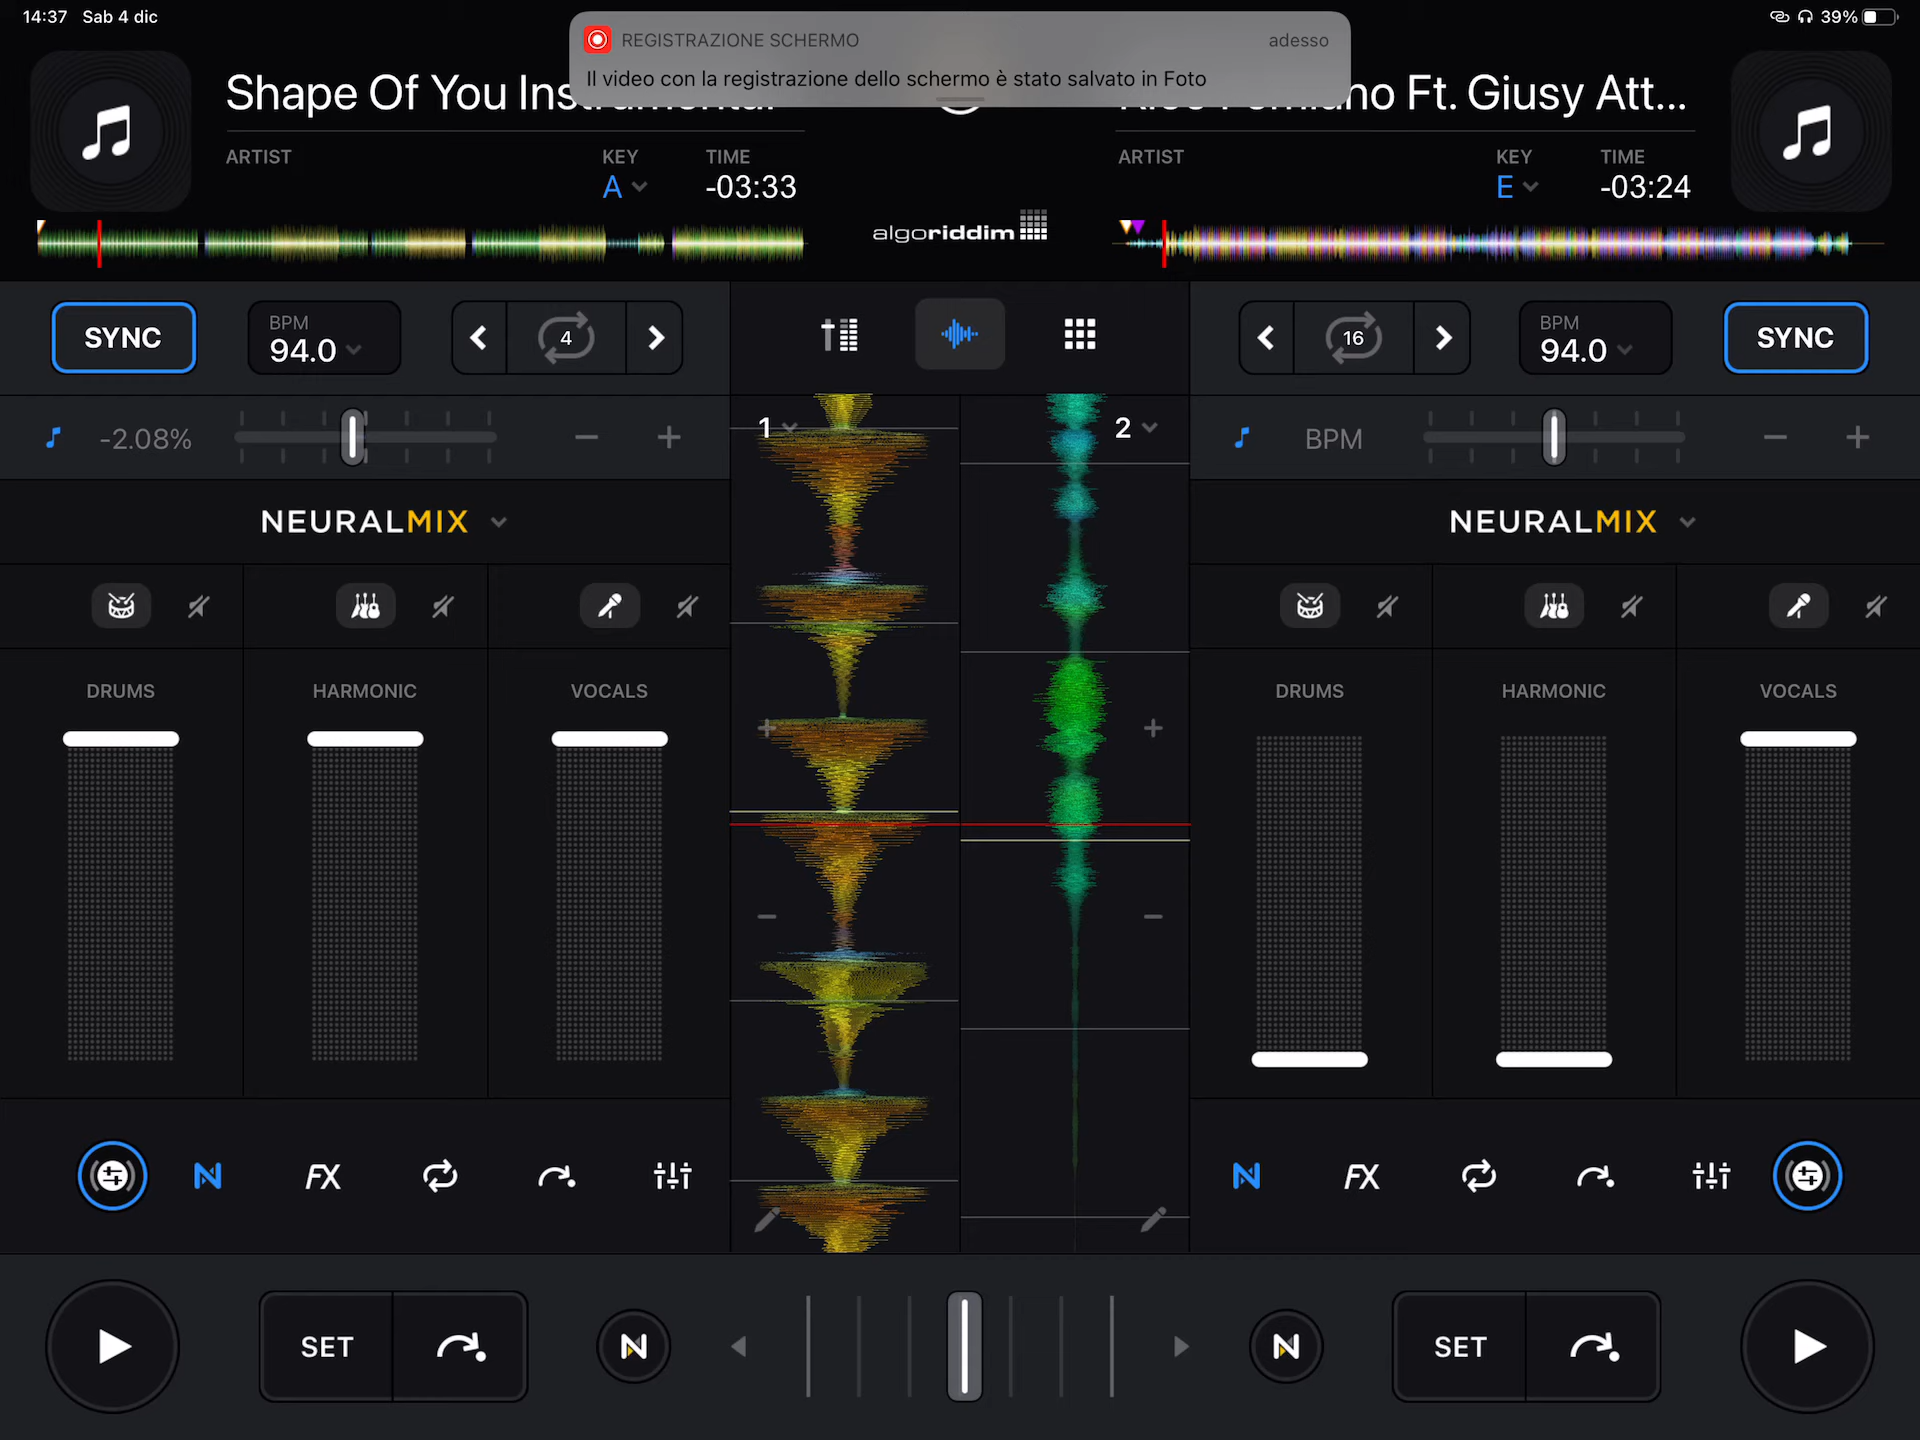 14:37 Sab 4 dic
39%
REGISTRAZIONE SCHERMO adesso
Il video con la registrazione dello schermo è stato salvato in Foto
Shape Of You
Ft. Giusy Att...
ARTIST KEY TIME
A -03:33
ARTIST KEY TIME
E -03:24
algoriddim
SYNC BPM 94.0 4
16 BPM 94.0 SYNC
-2.08% 1 2 BPM
NEURALMIX NEURALMIX
DRUMS HARMONIC VOCALS DRUMS HARMONIC VOCALS
FX FX
SET SET